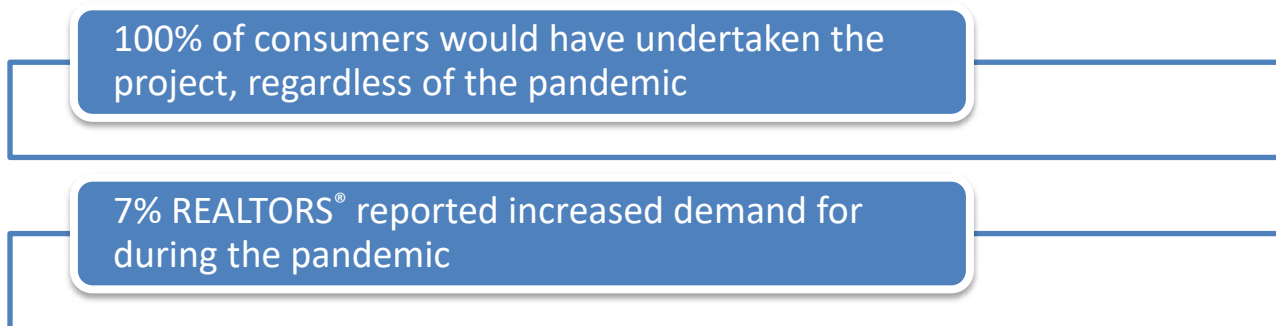 100% of consumers would have undertaken the
project, regardless of the pandemic
7% REALTORS® reported increased demand for
during the pandemic